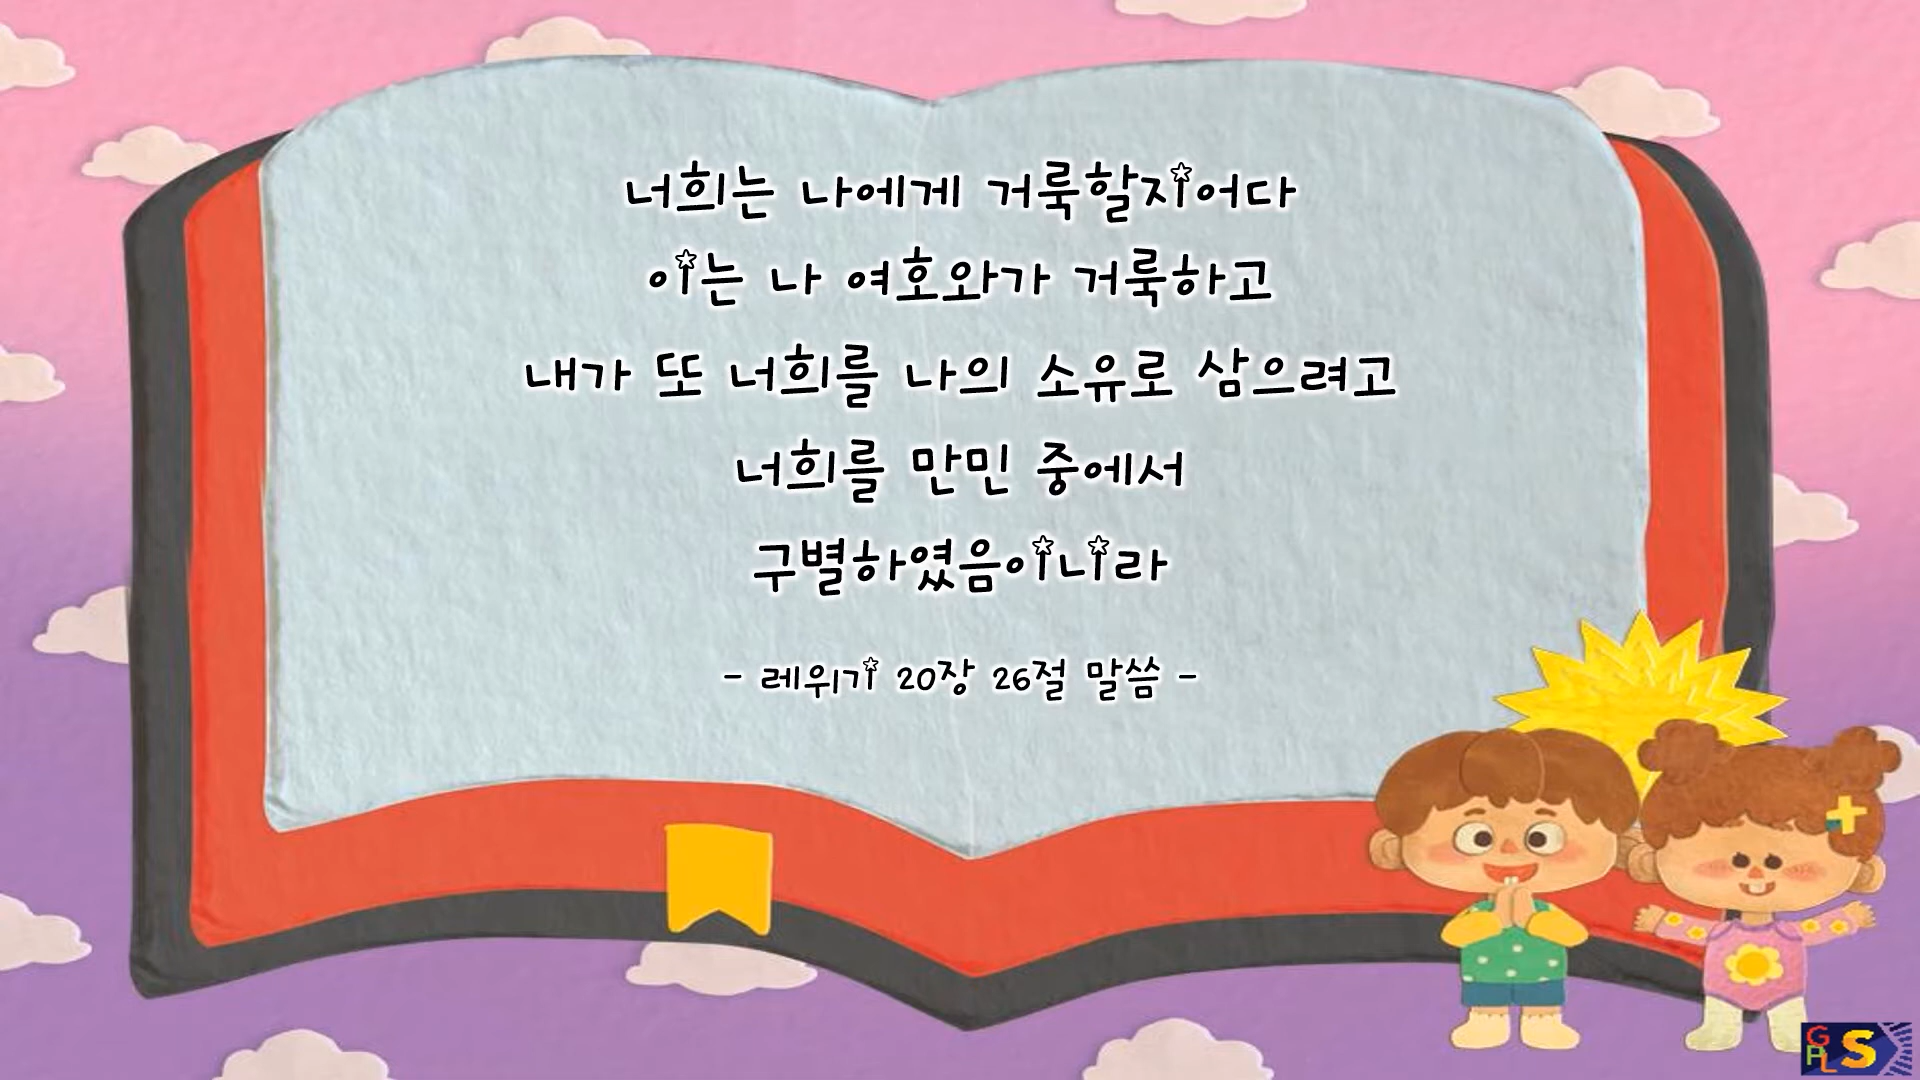 너희는 나에게 거룩할지어다
이는 나 여호와가 거룩하고
내가 또 너희를 나의 소유로 삼으려고
너희를 만민 중에서
구별하였음이니라
- 레위기 20장 26절 말씀 -
GPL S